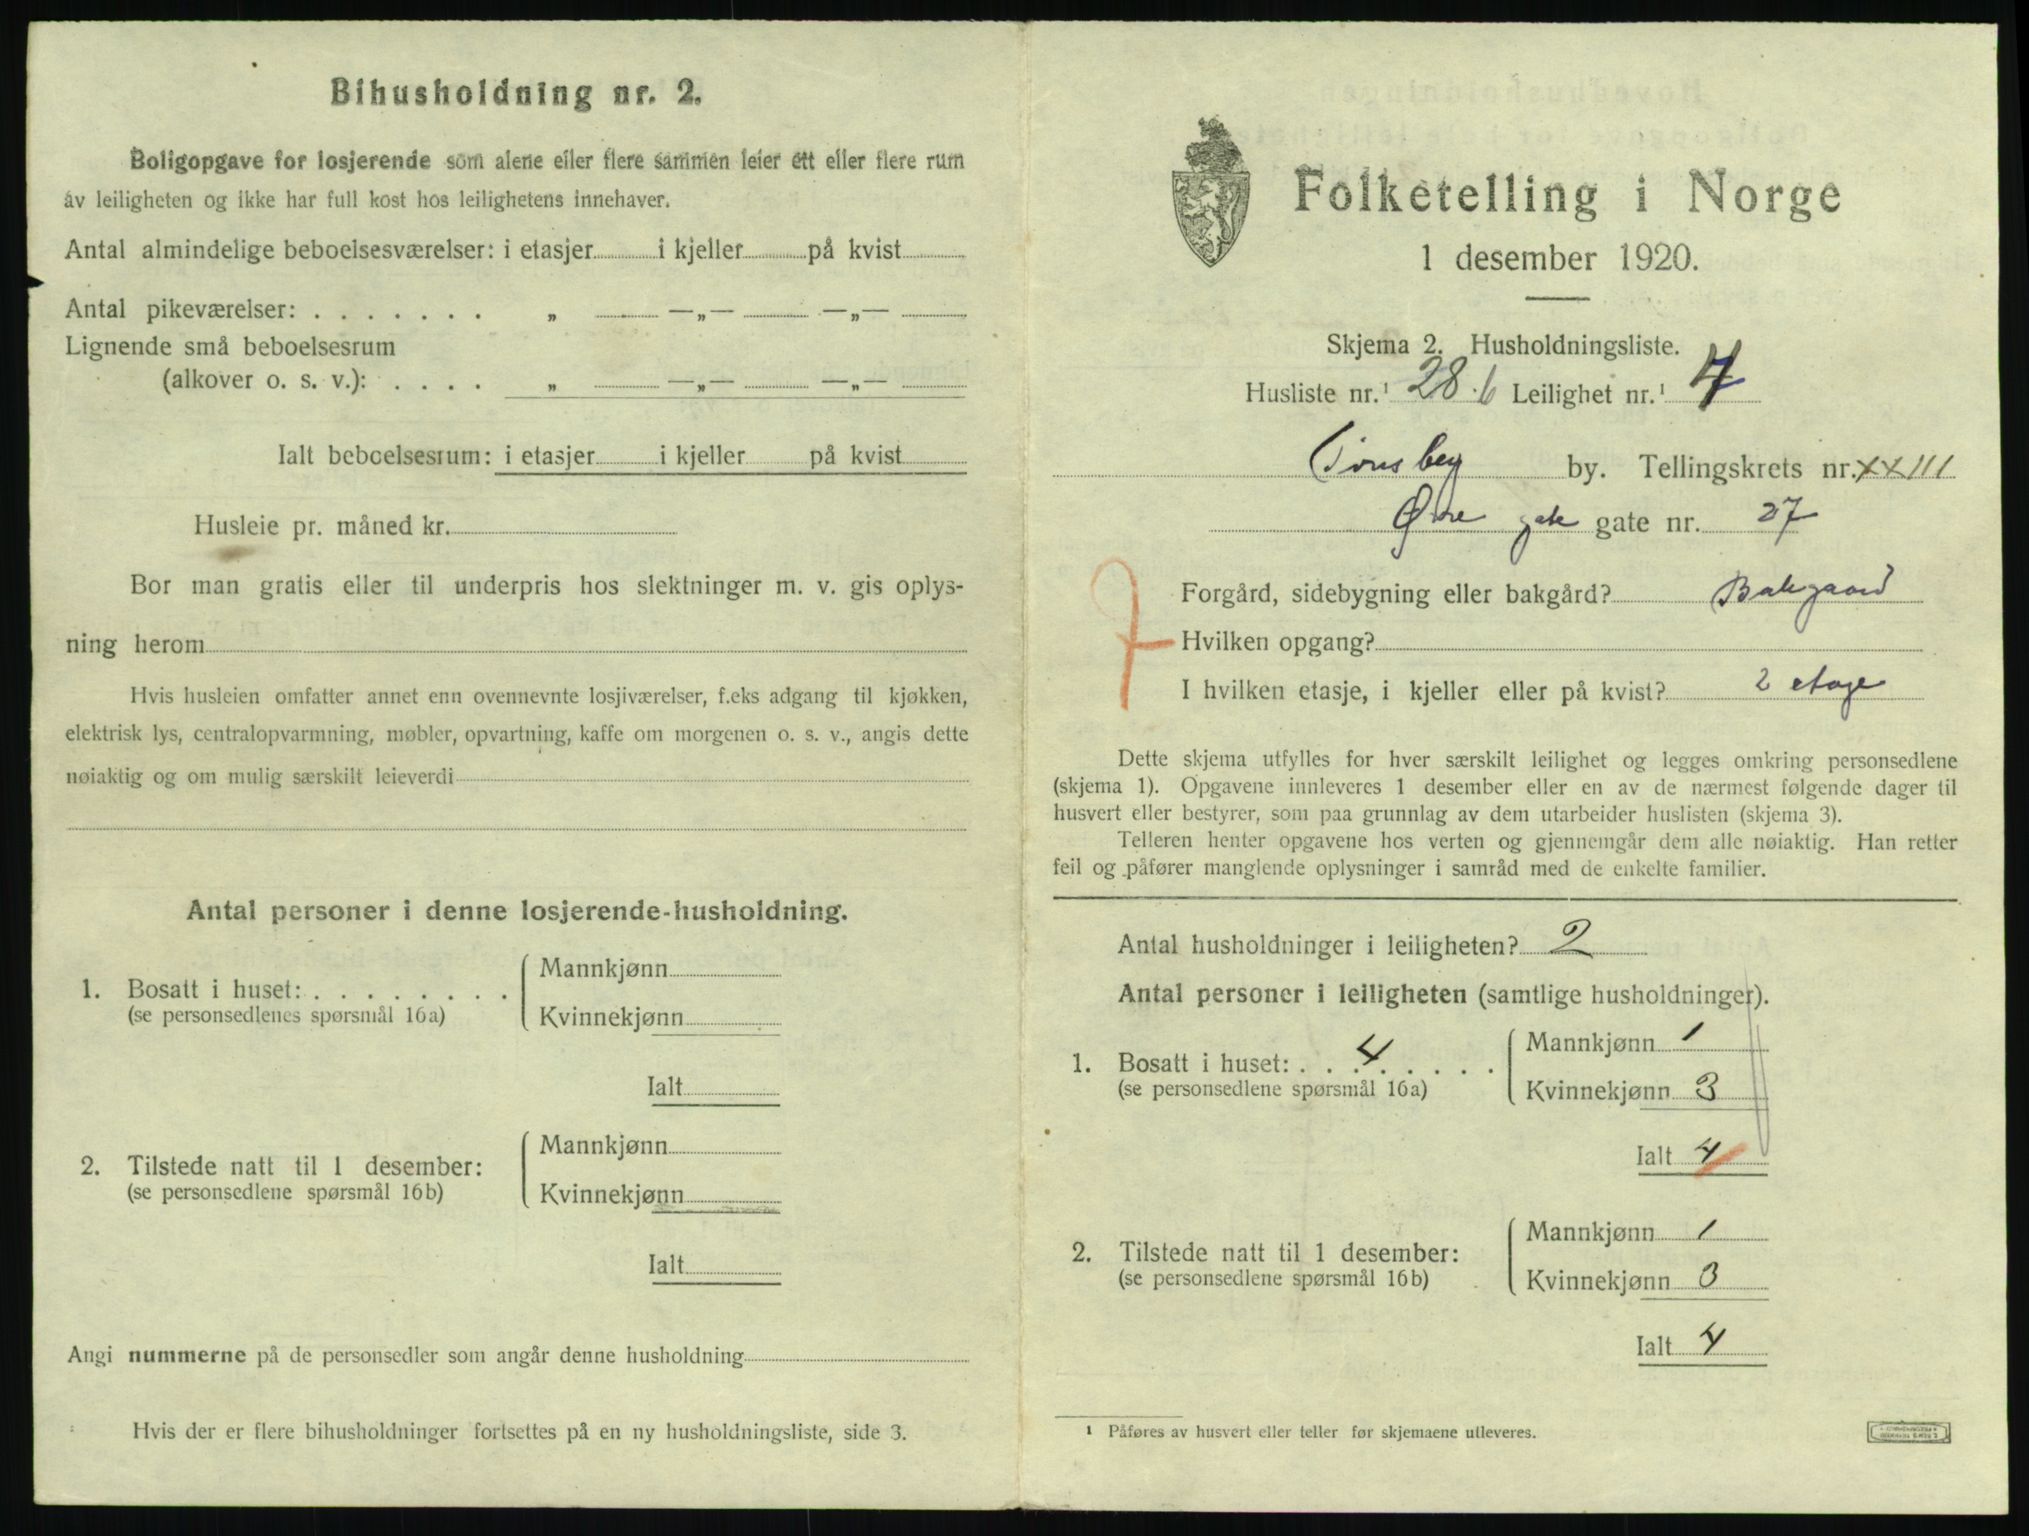 Bihusholdning nr. 2.
Boligopgave for losjerende som alene eller flere sammen leier ett eller flere rum
av leiligheten og ikke har full kost hos leilighetens innehaver.
Antal almindelige beboelsesværelser: i etasjer i kjeller på kvist
Antal pikeværelser: . . . . . . . „ —„— —„—
Lignende små beboelsesrum
(alkover o. s. v.): . . . . „ —„— —„—
Ialt beboelsesrum: i etasjer i kjeller på kvist
Husleie pr. måned kr.
Bor man gratis eller til underpris hos slektninger m. v. gis oplys-
ning herom
Hvis husleien omfatter annet enn ovennevnte losjiværelser, f.eks adgang til kjøkken,
elektrisk lys, centralopvarmning, møbler, opvartning, kaffe om morgenen o. s. v., angis dette
nøiaktig og om mulig særskilt leieverdi
Antal personer i denne losjerende-husholdning.
1. Bosatt i huset: . . . . . . . . Mannkjønn
(se personsedlenes spørsmål 16a) Kvinnekjønn
Ialt
2. Tilstede natt til 1 desember: Mannkjønn
(se personsedlene spørsmål 16b) Kvinnekjønn
Ialt
Angi nummerne på de personsedler som angår denne husholdning
Hvis der er flere bihusholdninger fortsettes på en ny husholdningsliste, side 3.
Folketelling i Norge
1 desember 1920.
Skjema 2. Husholdningsliste.
Husliste nr.¹ 28 b Leilighet nr.¹ 7
Tønsberg by. Tellingskrets nr. XXIII
Øvre gate gate nr. 27
Forgård, sidebygning eller bakgård? Bakgaard
7
Hvilken opgang?
I hvilken etasje, i kjeller eller på kvist? 2 etage
Dette skjema utfylles for hver særskilt leilighet og legges omkring personsedlene
(skjema 1). Opgavene innleveres 1 desember eller en av de nærmest følgende dager til
husvert eller bestyrer, som paa grunnlag av dem utarbeider huslisten (skjema 3).
Telleren henter opgavene hos verten og gjennemgår dem alle nøiaktig. Han retter
feil og påfører manglende oplysninger i samråd med de enkelte familier.
Antal husholdninger i leiligheten? 2
Antal personer i leiligheten (samtlige husholdninger).
1. Bosatt i huset: . . 4 . . . . . Mannkjønn 1
(se personsedlene spørsmål 16a) Kvinnekjønn 3
Ialt 4
2. Tilstede natt til 1 desember: Mannkjønn 1
(se personsedlene spørsmål 16b) Kvinnekjønn 3
Ialt 4
¹ Påføres av husvert eller teller før skjemaene utleveres.